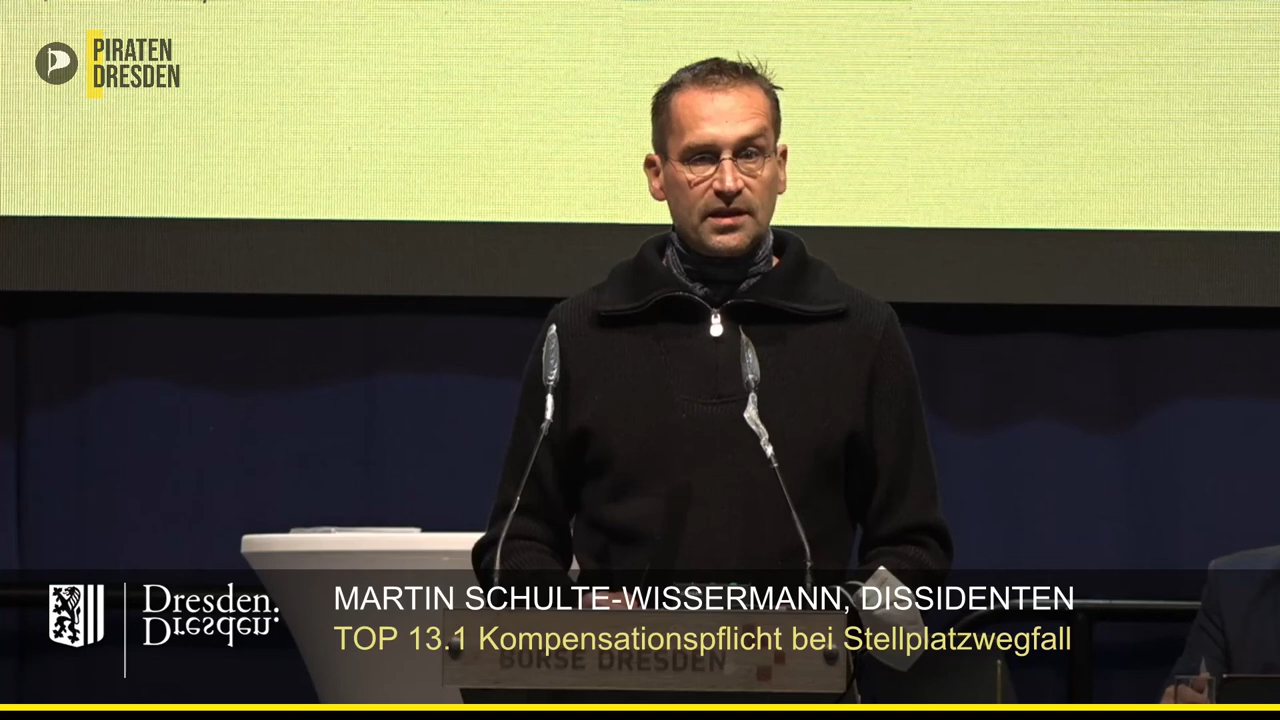 PIRATEN
DRESDEN
Dresden.
Dresden.
MARTIN SCHULTE-WISSERMANN, DISSIDENTEN
TOP 13.1 Kompensationspflicht bei Stellplatzwegfall
BÖRSE DRESDEN